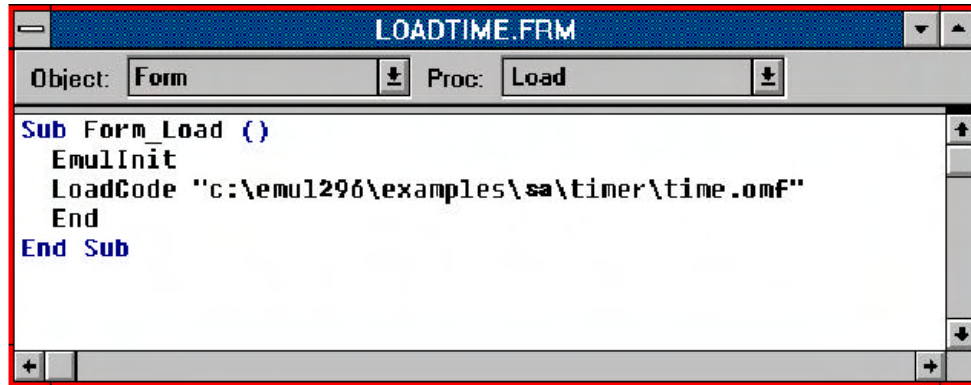 LOADTIME.FRM
Object: Form Proc: Load
Sub Form_Load ()
EmulInit
LoadCode "c:\emul296\examples\sa\timer\time.omf"
End
End Sub